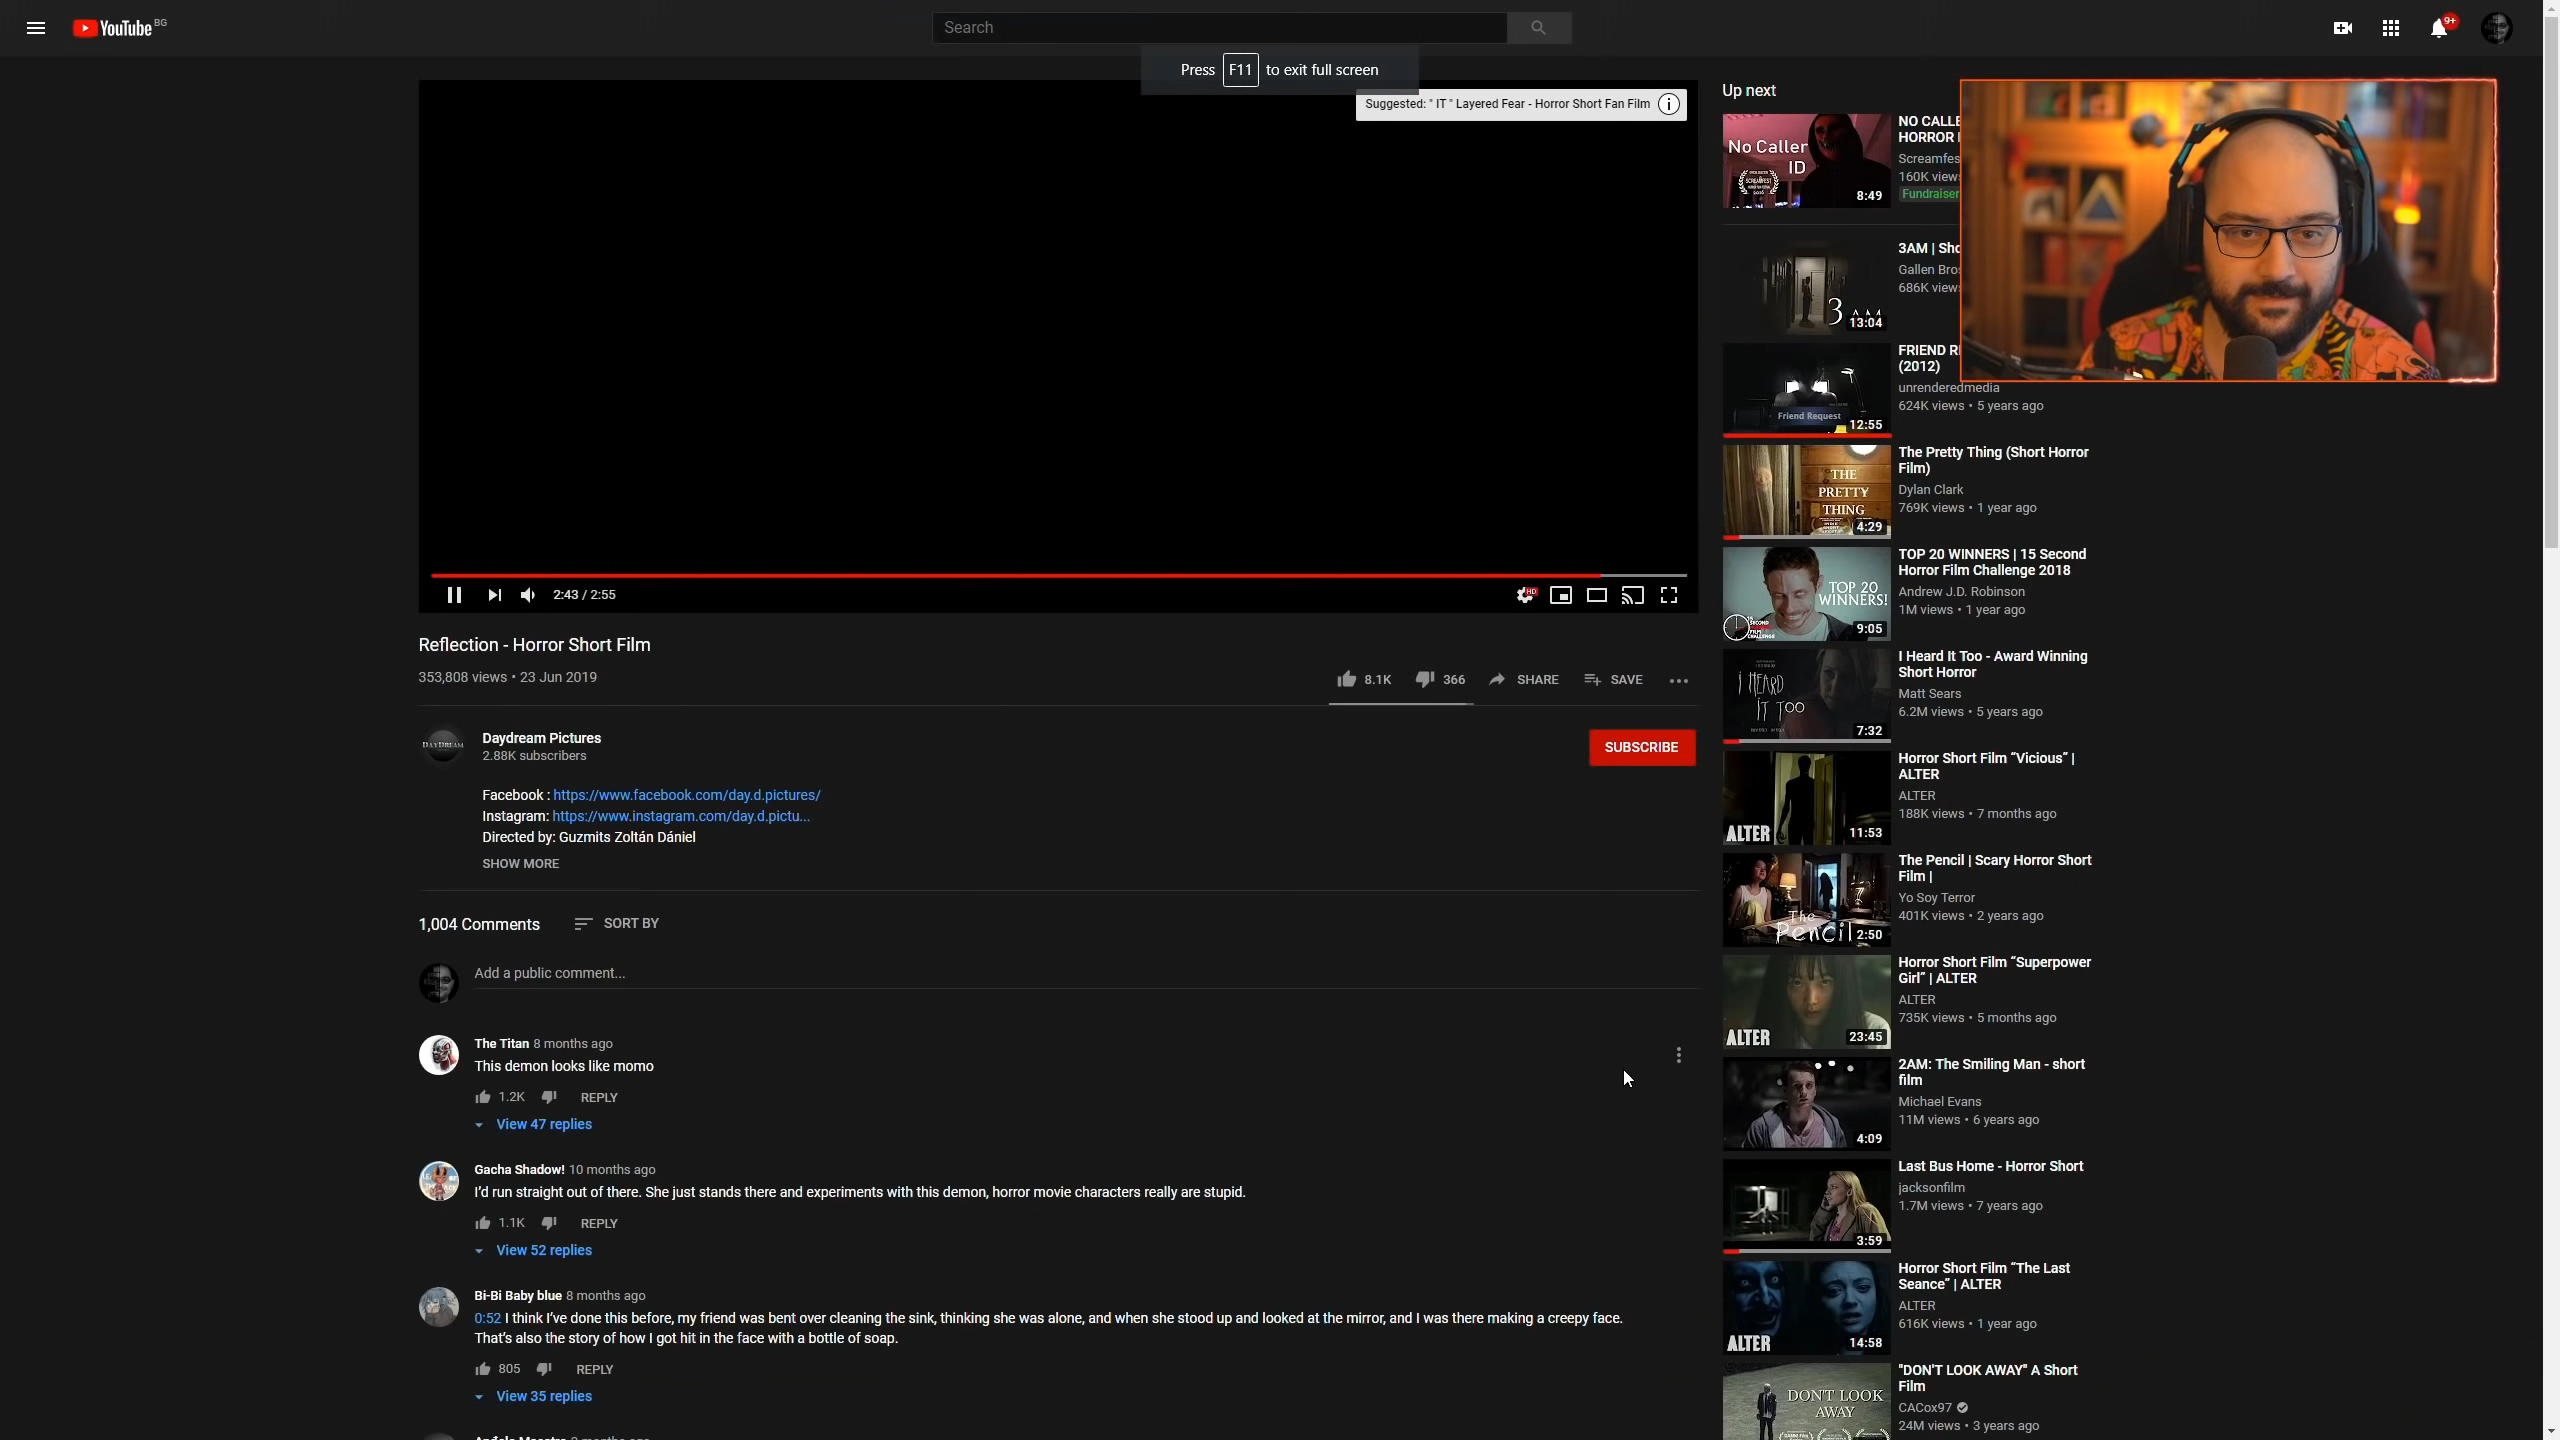 YouTube BG
Search
9+
Press F11 to exit full screen
Suggested: " IT " Layered Fear - Horror Short Fan Film
2:43 / 2:55
HD
Reflection - Horror Short Film
353,808 views • 23 Jun 2019
8.1K 366 SHARE SAVE
DAYDREAM
Daydream Pictures
2.88K subscribers
SUBSCRIBE
Facebook : https://www.facebook.com/day.d.pictures/
Instagram: https://www.instagram.com/day.d.pictu...
Directed by: Guzmits Zoltán Dániel
SHOW MORE
1,004 Comments SORT BY
Add a public comment...
The Titan 8 months ago
This demon looks like momo
1.2K REPLY
View 47 replies
Gacha Shadow! 10 months ago
I'd run straight out of there. She just stands there and experiments with this demon, horror movie characters really are stupid.
1.1K REPLY
View 52 replies
Bi-Bi Baby blue 8 months ago
0:52 I think I've done this before, my friend was bent over cleaning the sink, thinking she was alone, and when she stood up and looked at the mirror, and I was there making a creepy face.
That's also the story of how I got hit in the face with a bottle of soap.
805 REPLY
View 35 replies
Up next
No Caller
ID
SCREAMFEST
8:49
NO CALLE
HORROR
Screamfes
160K view
Fundraiser
3 AM
13:04
3AM | Sho
Gallen Bro
686K view
Friend Request
12:55
FRIEND R
(2012)
unrenderedmedia
624K views • 5 years ago
THE
PRETTY
THING
4:29
The Pretty Thing (Short Horror
Film)
Dylan Clark
769K views • 1 year ago
TOP 20
WINNERS!
9:05
TOP 20 WINNERS | 15 Second
Horror Film Challenge 2018
Andrew J.D. Robinson
1M views • 1 year ago
I HEARD
IT TOO
7:32
I Heard It Too - Award Winning
Short Horror
Matt Sears
6.2M views • 5 years ago
ALTER
11:53
Horror Short Film “Vicious” |
ALTER
ALTER
188K views • 7 months ago
The
Pencil
2:50
The Pencil | Scary Horror Short
Film |
Yo Soy Terror
401K views • 2 years ago
ALTER
23:45
Horror Short Film “Superpower
Girl” | ALTER
ALTER
735K views • 5 months ago
4:09
2AM: The Smiling Man - short
film
Michael Evans
11M views • 6 years ago
3:59
Last Bus Home - Horror Short
jacksonfilm
1.7M views • 7 years ago
ALTER
14:58
Horror Short Film “The Last
Seance” | ALTER
ALTER
616K views • 1 year ago
DON'T LOOK
AWAY
"DON'T LOOK AWAY" A Short
Film
CACox97
24M views • 3 years ago